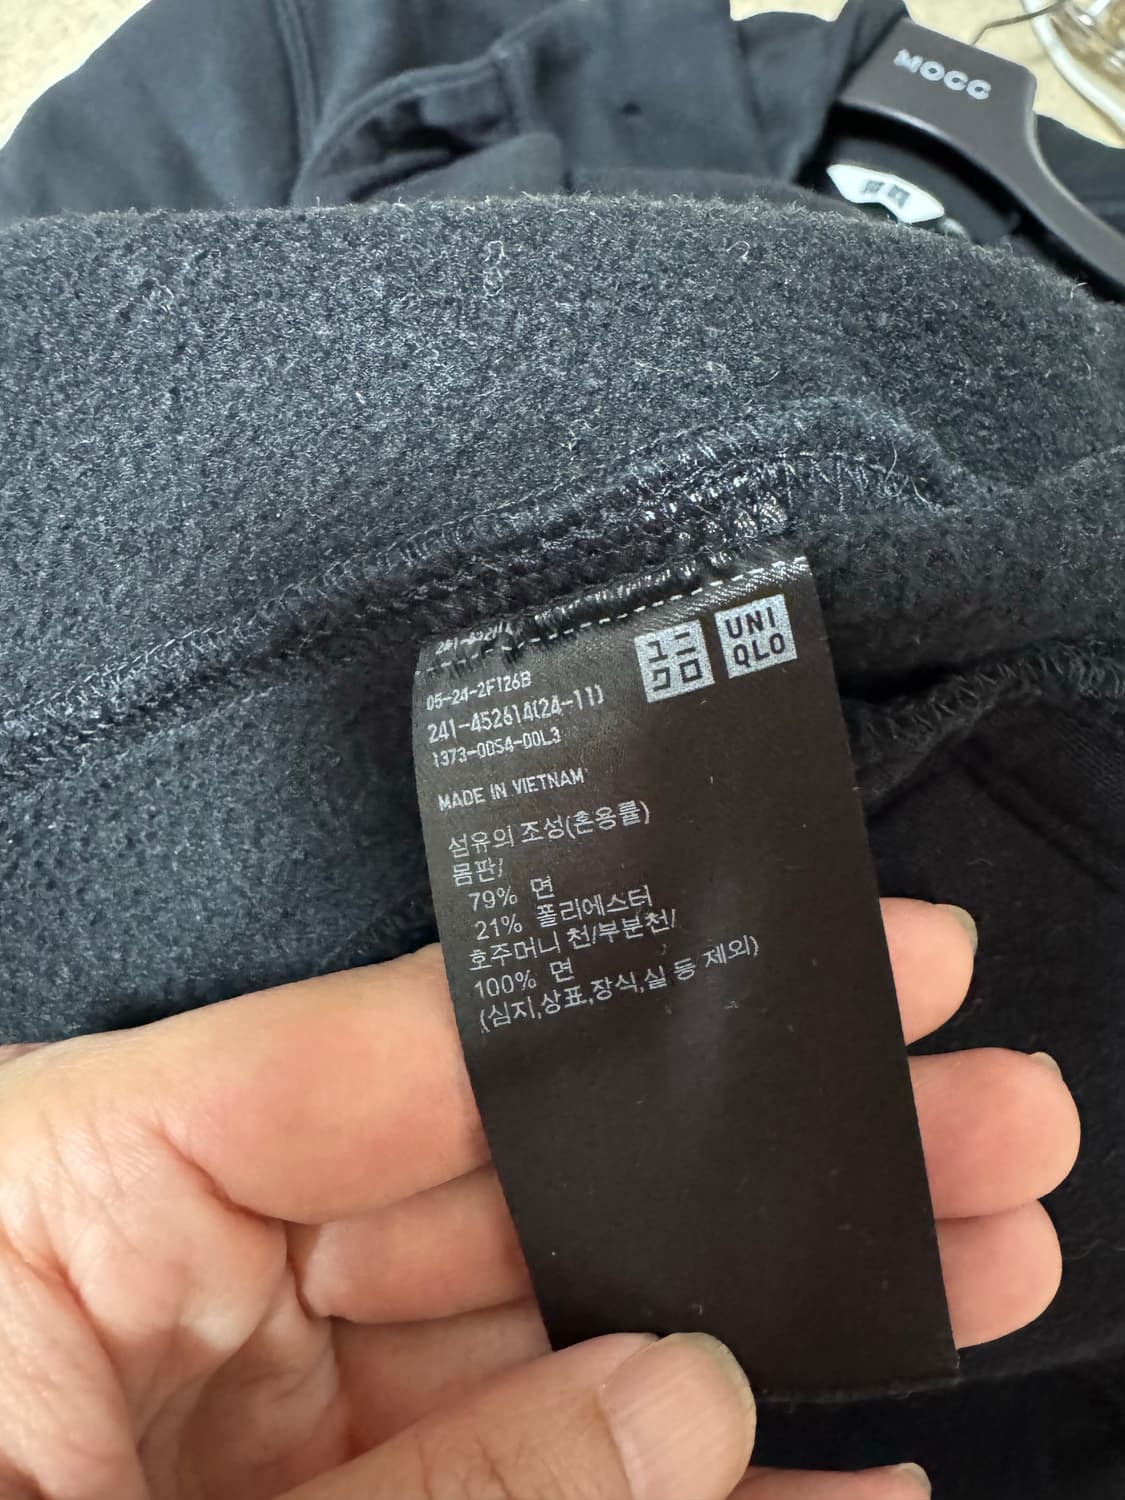 MOCC
ユニ
クロ
UNI
QLO
05-24-2F126B
241-452614(24-11)
1373-00S4-00L3
MADE IN VIETNAM
섬유의 조성(혼용률)
몸판/
79% 면
21% 폴리에스터
호주머니 천/부분천/
100% 면
(심지,상표,장식,실 등 제외)